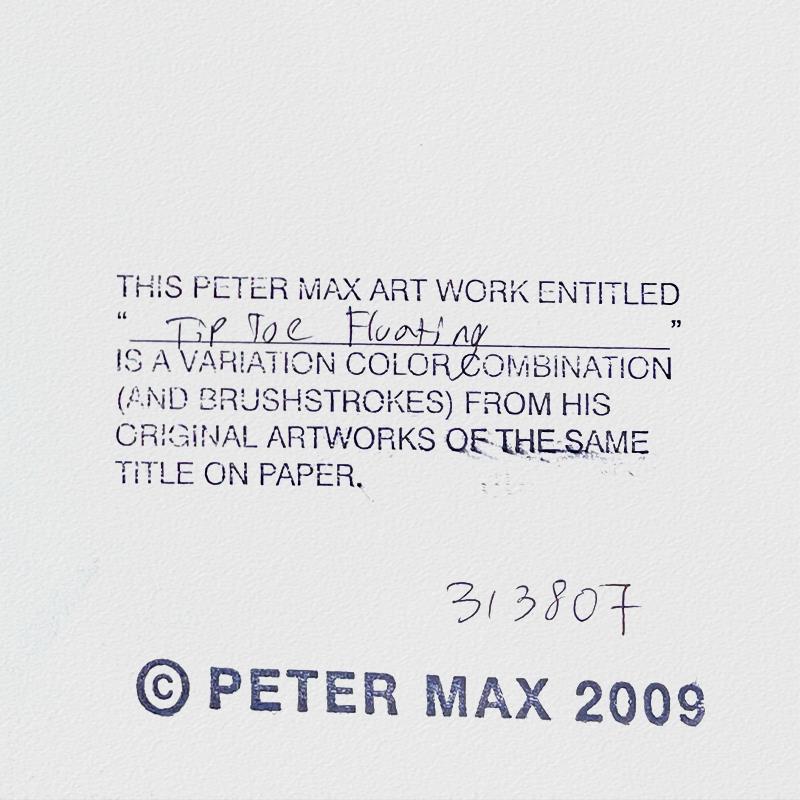 THIS PETER MAX ART WORK ENTITLED
“ Tip Toe Floating ”
IS A VARIATION COLOR COMBINATION
(AND BRUSHSTROKES) FROM HIS
ORIGINAL ARTWORKS OF THE SAME
TITLE ON PAPER.
313807
© PETER MAX 2009